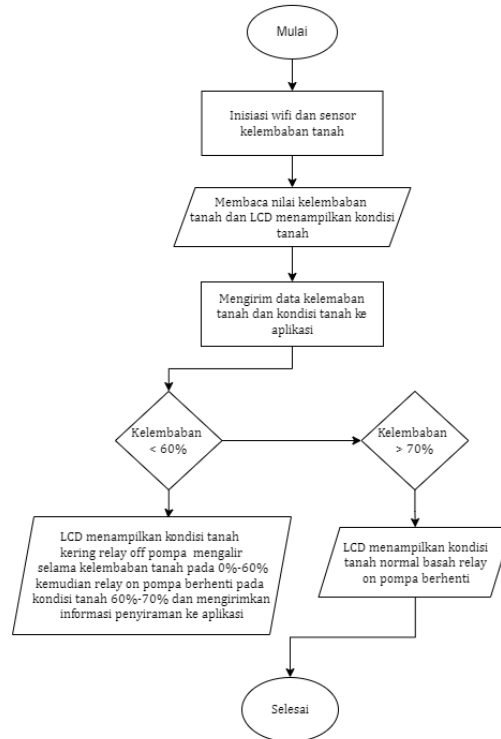 Mulai
Inisiasi wifi dan sensor
kelembaban tanah
Membaca nilai kelembaban
tanah dan LCD menampilkan kondisi
tanah
Mengirim data kelemaban
tanah dan kondisi tanah ke
aplikasi
Kelembaban
< 60%
Kelembaban
> 70%
LCD menampilkan kondisi tanah
kering relay off pompa mengalir
selama kelembaban tanah pada 0%-60%
kemudian relay on pompa berhenti pada
kondisi tanah 60%-70% dan mengirimkan
informasi penyiraman ke aplikasi
LCD menampilkan kondisi
tanah normal basah relay
on pompa berhenti
Selesai